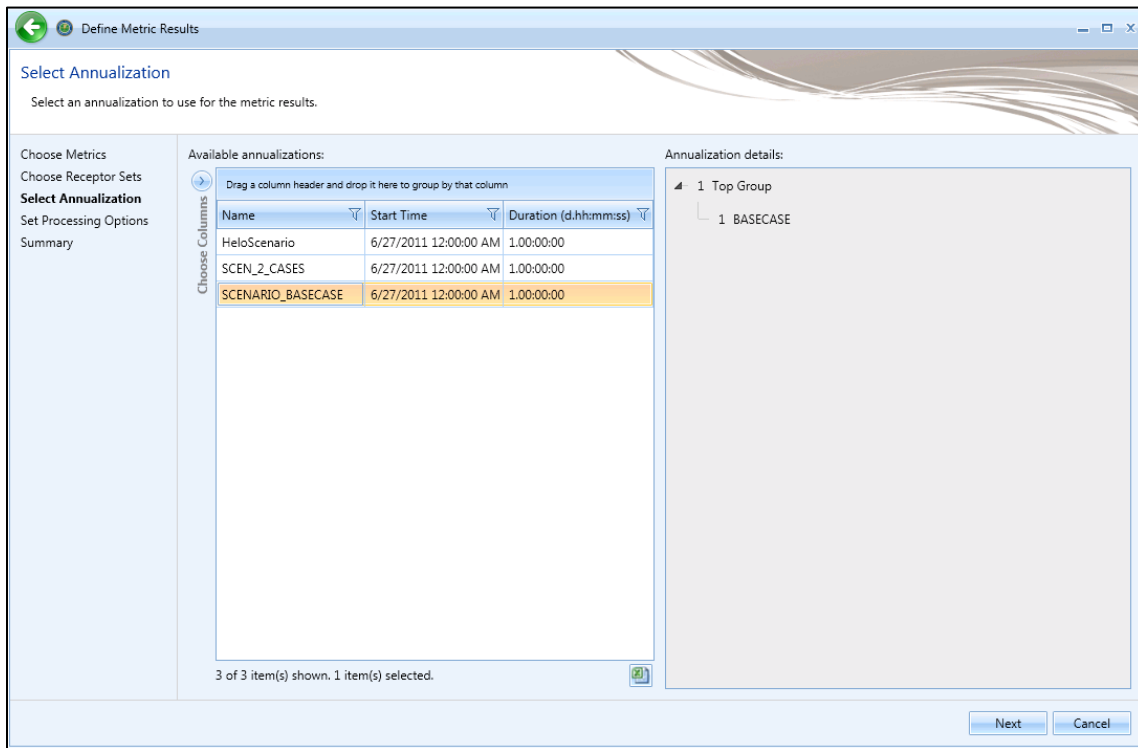 Define Metric Results
Select Annualization
Select an annualization to use for the metric results.
Choose Metrics
Choose Receptor Sets
Select Annualization
Set Processing Options
Summary
Available annualizations:
Choose Columns
Drag a column header and drop it here to group by that column
Name Start Time Duration (d.hh:mm:ss)
HeloScenario 6/27/2011 12:00:00 AM 1.00:00:00
SCEN_2_CASES 6/27/2011 12:00:00 AM 1.00:00:00
SCENARIO_BASECASE 6/27/2011 12:00:00 AM 1.00:00:00
3 of 3 item(s) shown. 1 item(s) selected.
Annualization details:
1 Top Group
1 BASECASE
Next Cancel